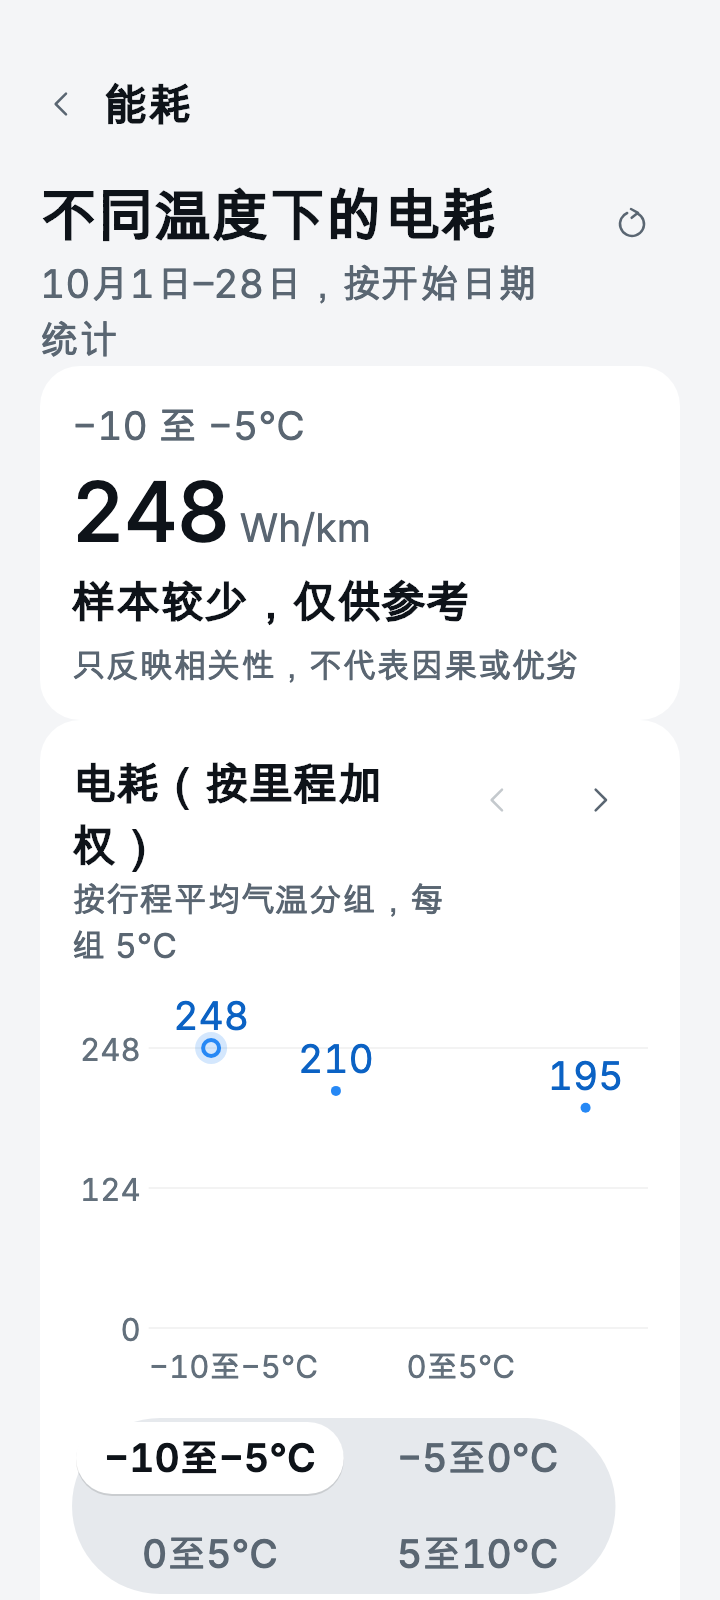 能耗
不同温度下的电耗
10月1日–28日，按开始日期
统计
−10 至 −5°C
248 Wh/km
样本较少，仅供参考
只反映相关性，不代表因果或优劣
电耗（按里程加
权）
按行程平均气温分组，每
组 5°C
248
210
195
248
124
0
−10至−5°C 0至5°C
−10至−5°C −5至0°C
0至5°C 5至10°C